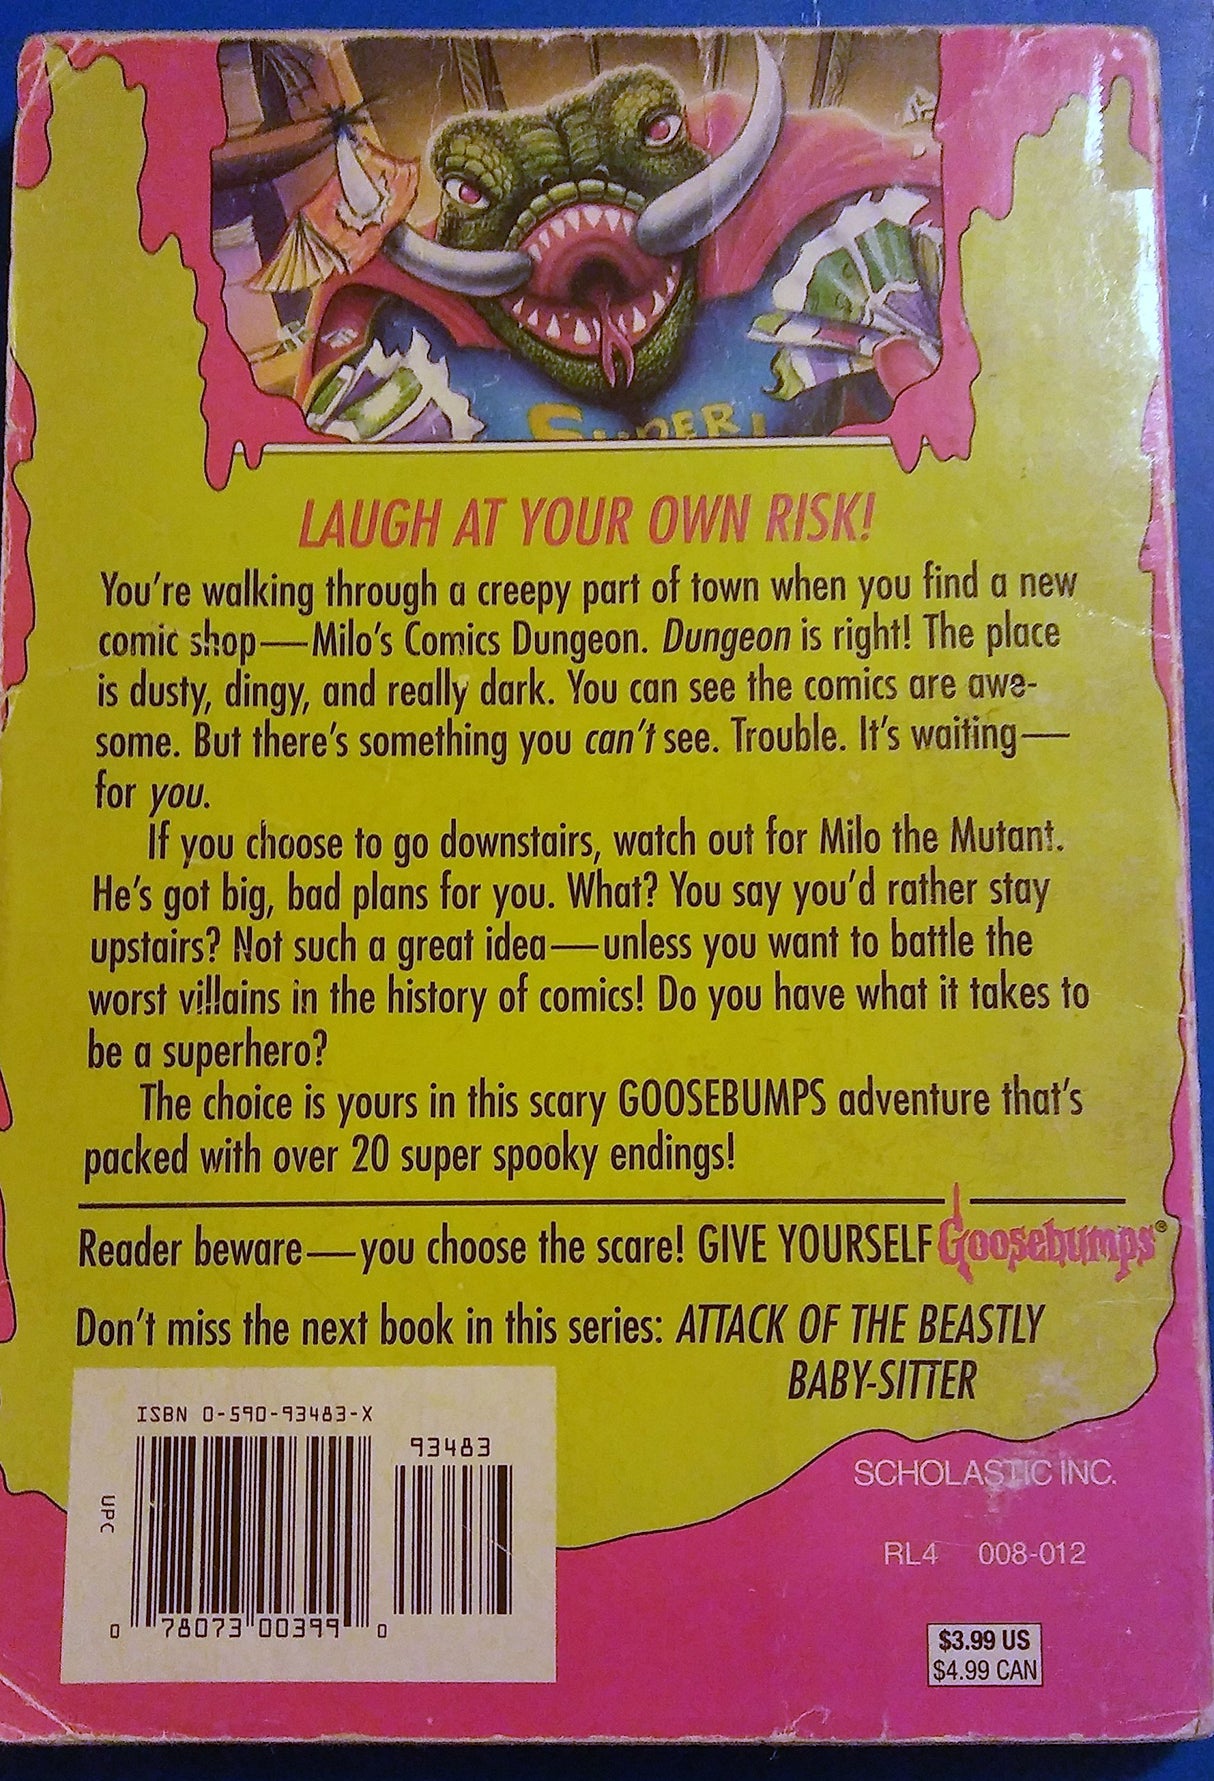 SUPER!
LAUGH AT YOUR OWN RISK!
You're walking through a creepy part of town when you find a new
comic shop—Milo's Comics Dungeon. Dungeon is right! The place
is dusty, dingy, and really dark. You can see the comics are awe-
some. But there's something you can't see. Trouble. It's waiting—
for you.
If you choose to go downstairs, watch out for Milo the Mutant.
He's got big, bad plans for you. What? You say you'd rather stay
upstairs? Not such a great idea—unless you want to battle the
worst villains in the history of comics! Do you have what it takes to
be a superhero?
The choice is yours in this scary GOOSEBUMPS adventure that's
packed with over 20 super spooky endings!
Reader beware—you choose the scare! GIVE YOURSELF Goosebumps®
Don't miss the next book in this series: ATTACK OF THE BEASTLY
BABY-SITTER
ISBN 0-590-93483-X
93483
UPC
0 78073 00399 0
SCHOLASTIC INC.
RL4 008-012
$3.99 US
$4.99 CAN